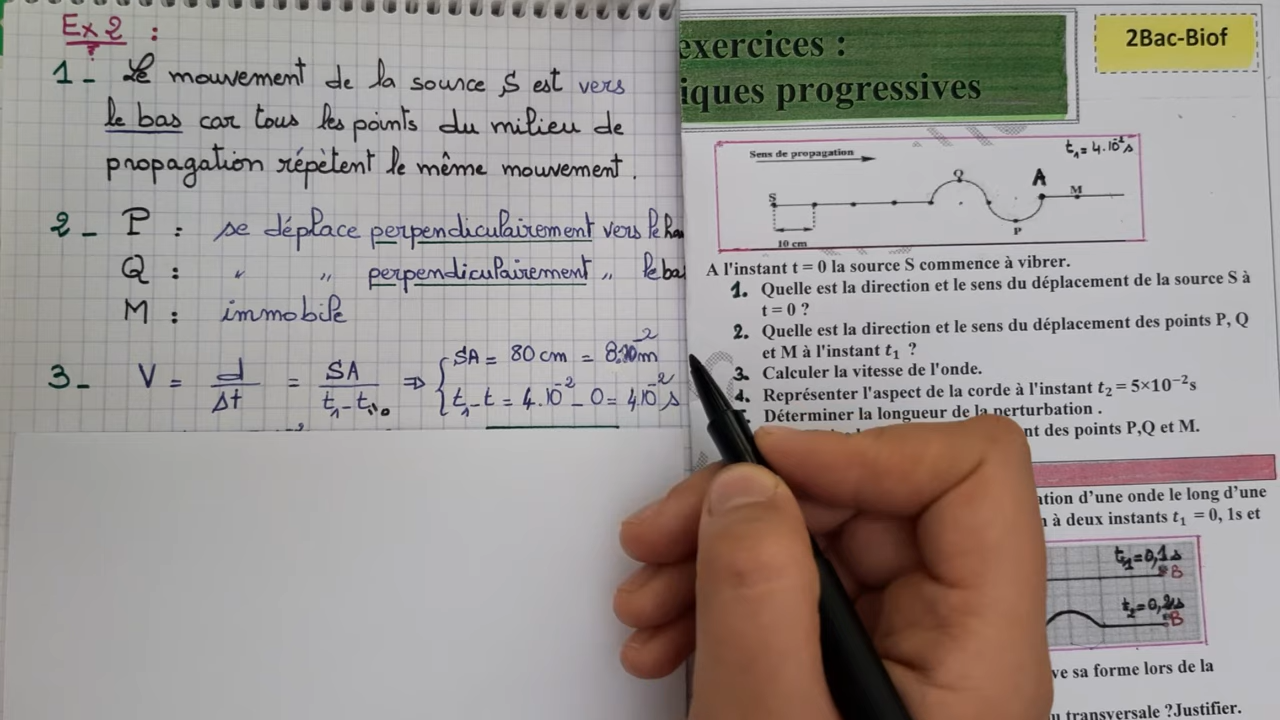 Ex 2 :
1- Le mouvement de la source S est vers
le bas car tous les points du milieu de
propagation répètent le même mouvement.
2- P : se déplace perpendiculairement vers le
Q : " " perpendiculairement " le
M : immobile
3- V = d/Δt = SA/t₁-t₀ ⇒ { SA = 80 cm = 80.10⁻²m
t₁-t = 4.10⁻² - 0 = 4.10⁻² s
exercices :
iques progressives
2Bac-Biof
Sens de propagation
t₁ = 4.10⁻²s
S Q A M
P
10 cm
A l'instant t = 0 la source S commence à vibrer.
1. Quelle est la direction et le sens du déplacement de la source S à
t = 0 ?
2. Quelle est la direction et le sens du déplacement des points P, Q
et M à l'instant t₁ ?
3. Calculer la vitesse de l'onde.
4. Représenter l'aspect de la corde à l'instant t₂ = 5×10⁻²s
Déterminer la longueur de la perturbation .
nt des points P,Q et M.
ation d'une onde le long d'une
à deux instants t₁ = 0, 1s et
t₁=0,1s
B
t₂=0,2s
B
ve sa forme lors de la
u transversale ?Justifier.